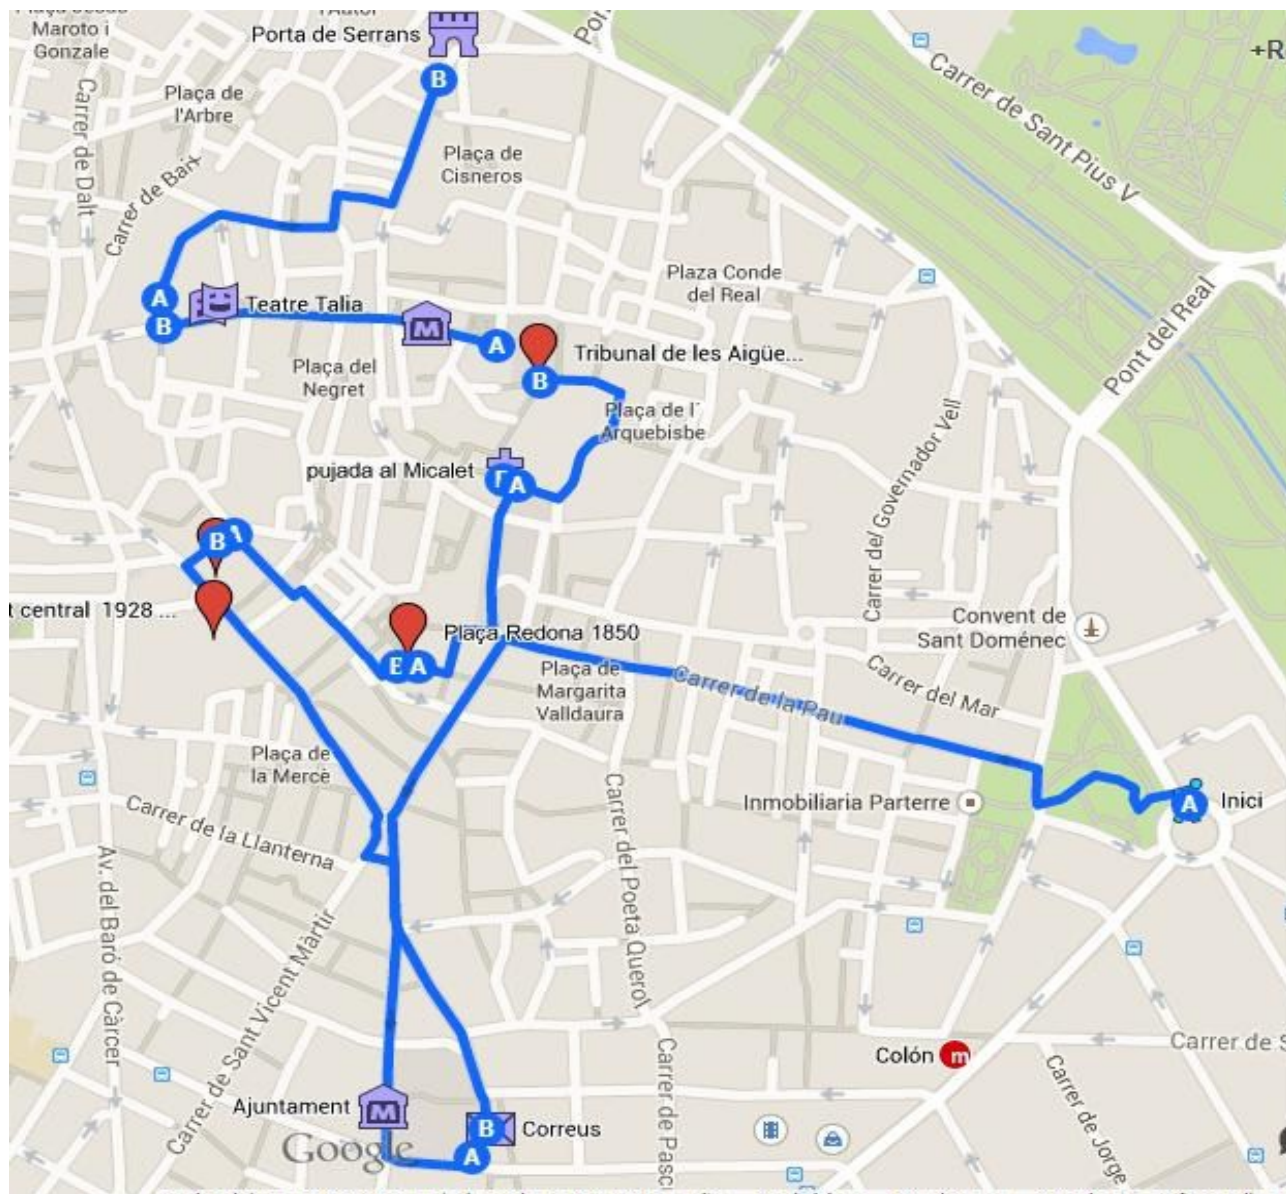 Maroto i
Gonzale
Porta de Serrans
B
+R
Carrer de Sant Pius V
Plaça de
l'Arbre
Carrer de Dalt
Carrer de Baix
Plaça de
Cisneros
Plaza Conde
del Real
Pont del Real
A
B
Teatre Talia
M
A
Tribunal de les Aigüe...
B
Plaça del
Negret
Plaça de l´
Arquebisbe
Carrer de/ Governador Vell
pujada al Micalet
A
B
A
t central 1928 ...
Plaça Redona 1850
A
Convent de
Sant Doménec
Plaça de
Margarita
Valldaura
Carrer de la Pau
Carrer del Mar
Plaça de
la Mercè
Inmobiliaria Parterre
A
Inici
Carrer de la Llanterna
Av. del Baró de Càrcer
Carrer de Sant Vicent Màrtir
Carrer del Poeta Querol
Colón
m
Carrer de S
Carrer de Pasc
Carrer de Jorge
Ajuntament
M
B
Correus
A
Google